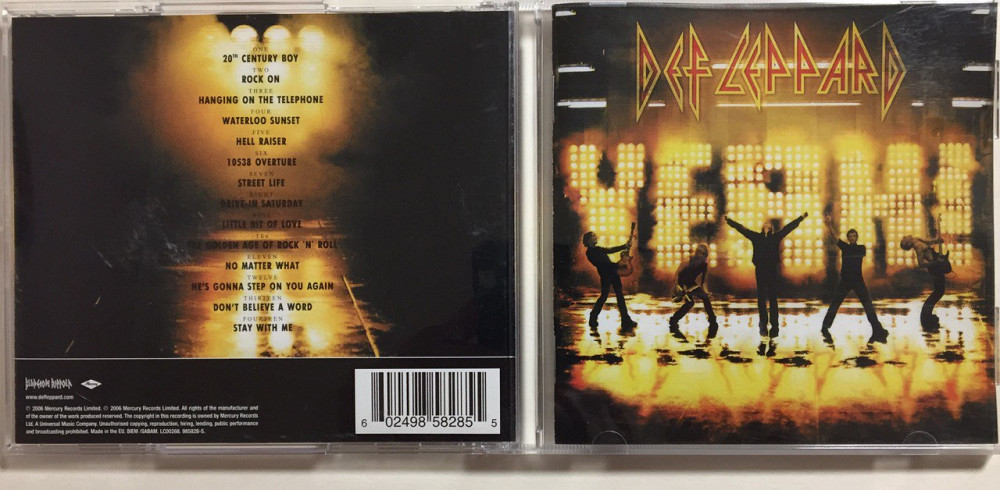 ONE
20TH CENTURY BOY
TWO
ROCK ON
THREE
HANGING ON THE TELEPHONE
FOUR
WATERLOO SUNSET
FIVE
HELL RAISER
SIX
10538 OVERTURE
SEVEN
STREET LIFE
EIGHT
DRIVE-IN SATURDAY
NINE
LITTLE BIT OF LOVE
TEN
THE GOLDEN AGE OF ROCK 'N' ROLL
ELEVEN
NO MATTER WHAT
TWELVE
HE'S GONNA STEP ON YOU AGAIN
THIRTEEN
DON'T BELIEVE A WORD
FOURTEEN
STAY WITH ME
www.defleppard.com
℗ 2006 Mercury Records Limited. © 2006 Mercury Records Limited. All rights of the manufacturer and
of the owner of the work produced reserved. The copyright in this recording is owned by Mercury Records
Ltd. A Universal Music Company. Unauthorised copying, reproduction, hiring, lending, public performance
and broadcasting prohibited. Made in the EU. BIEM /SABAM. LC00268. 985828-5.
6 02498 58285 5
DEF LEPPARD
YEAH!